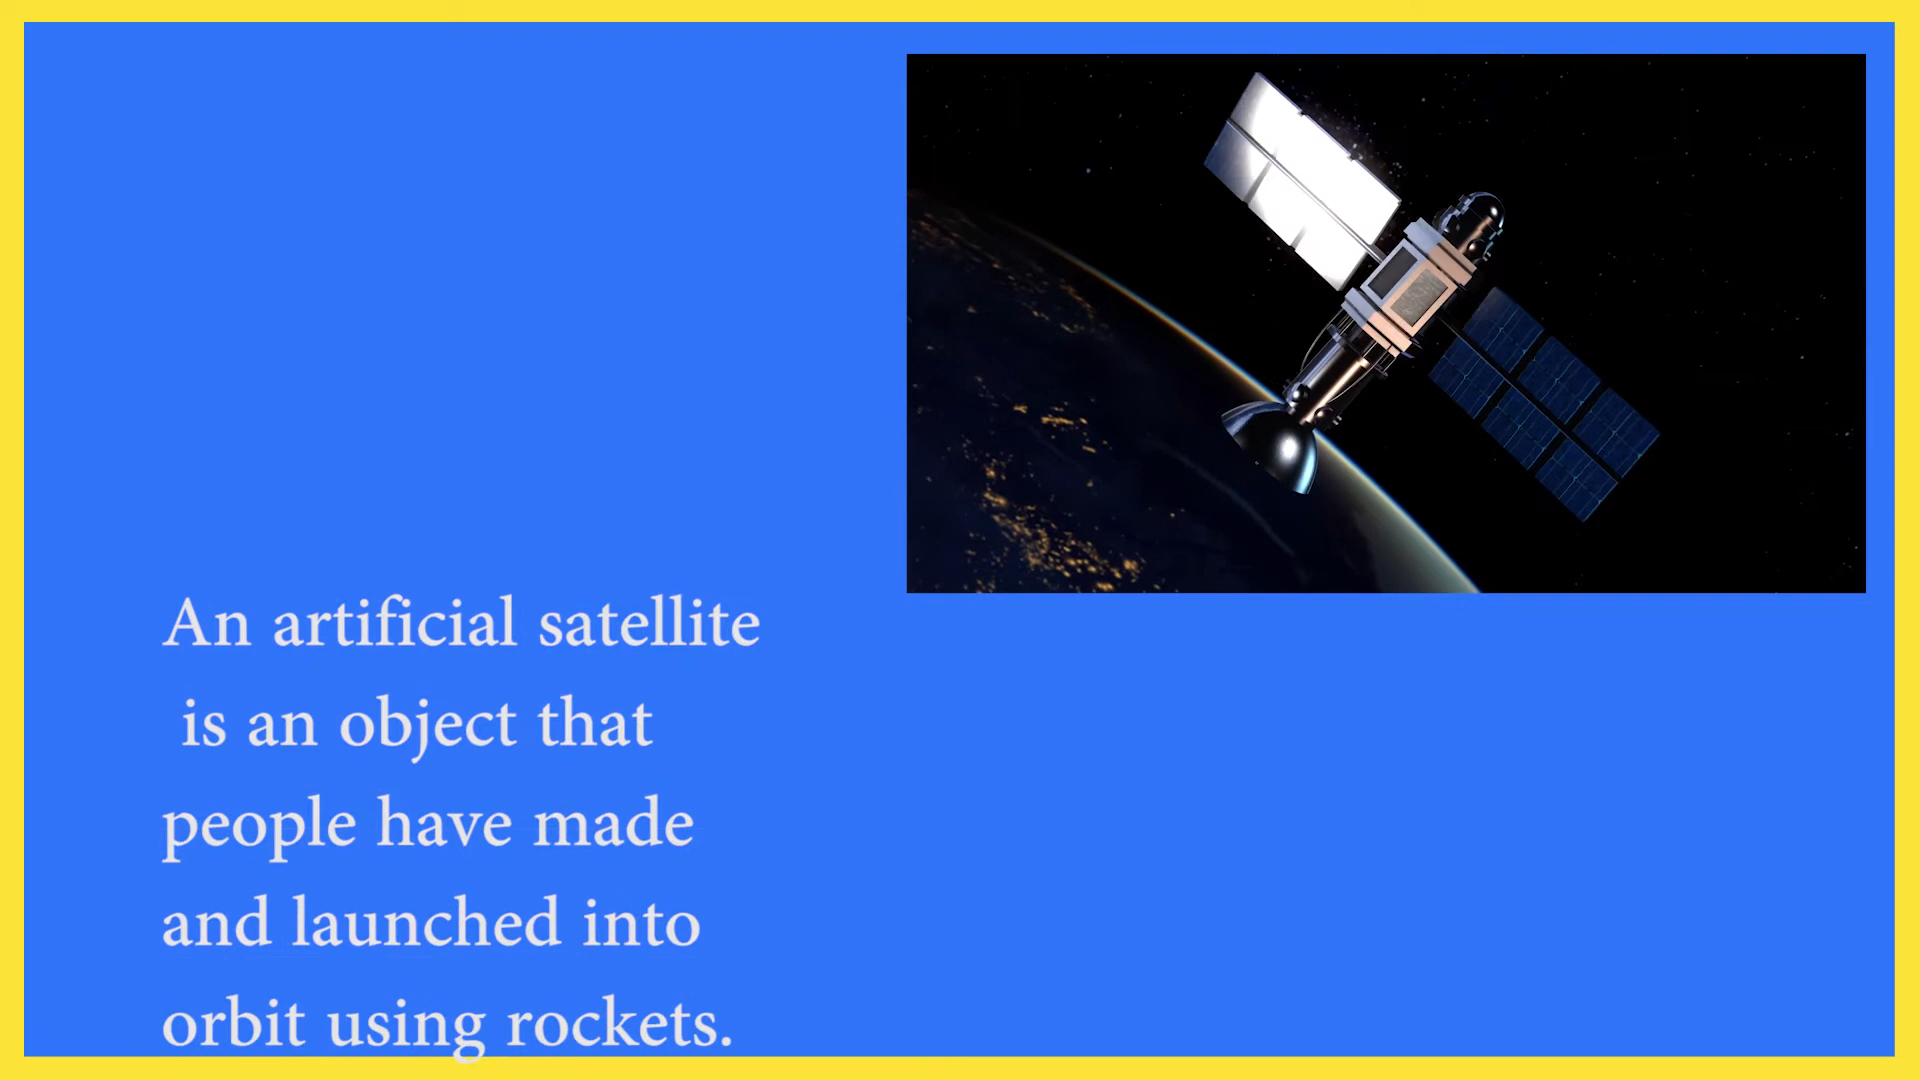 An artificial satellite
is an object that
people have made
and launched into
orbit using rockets.